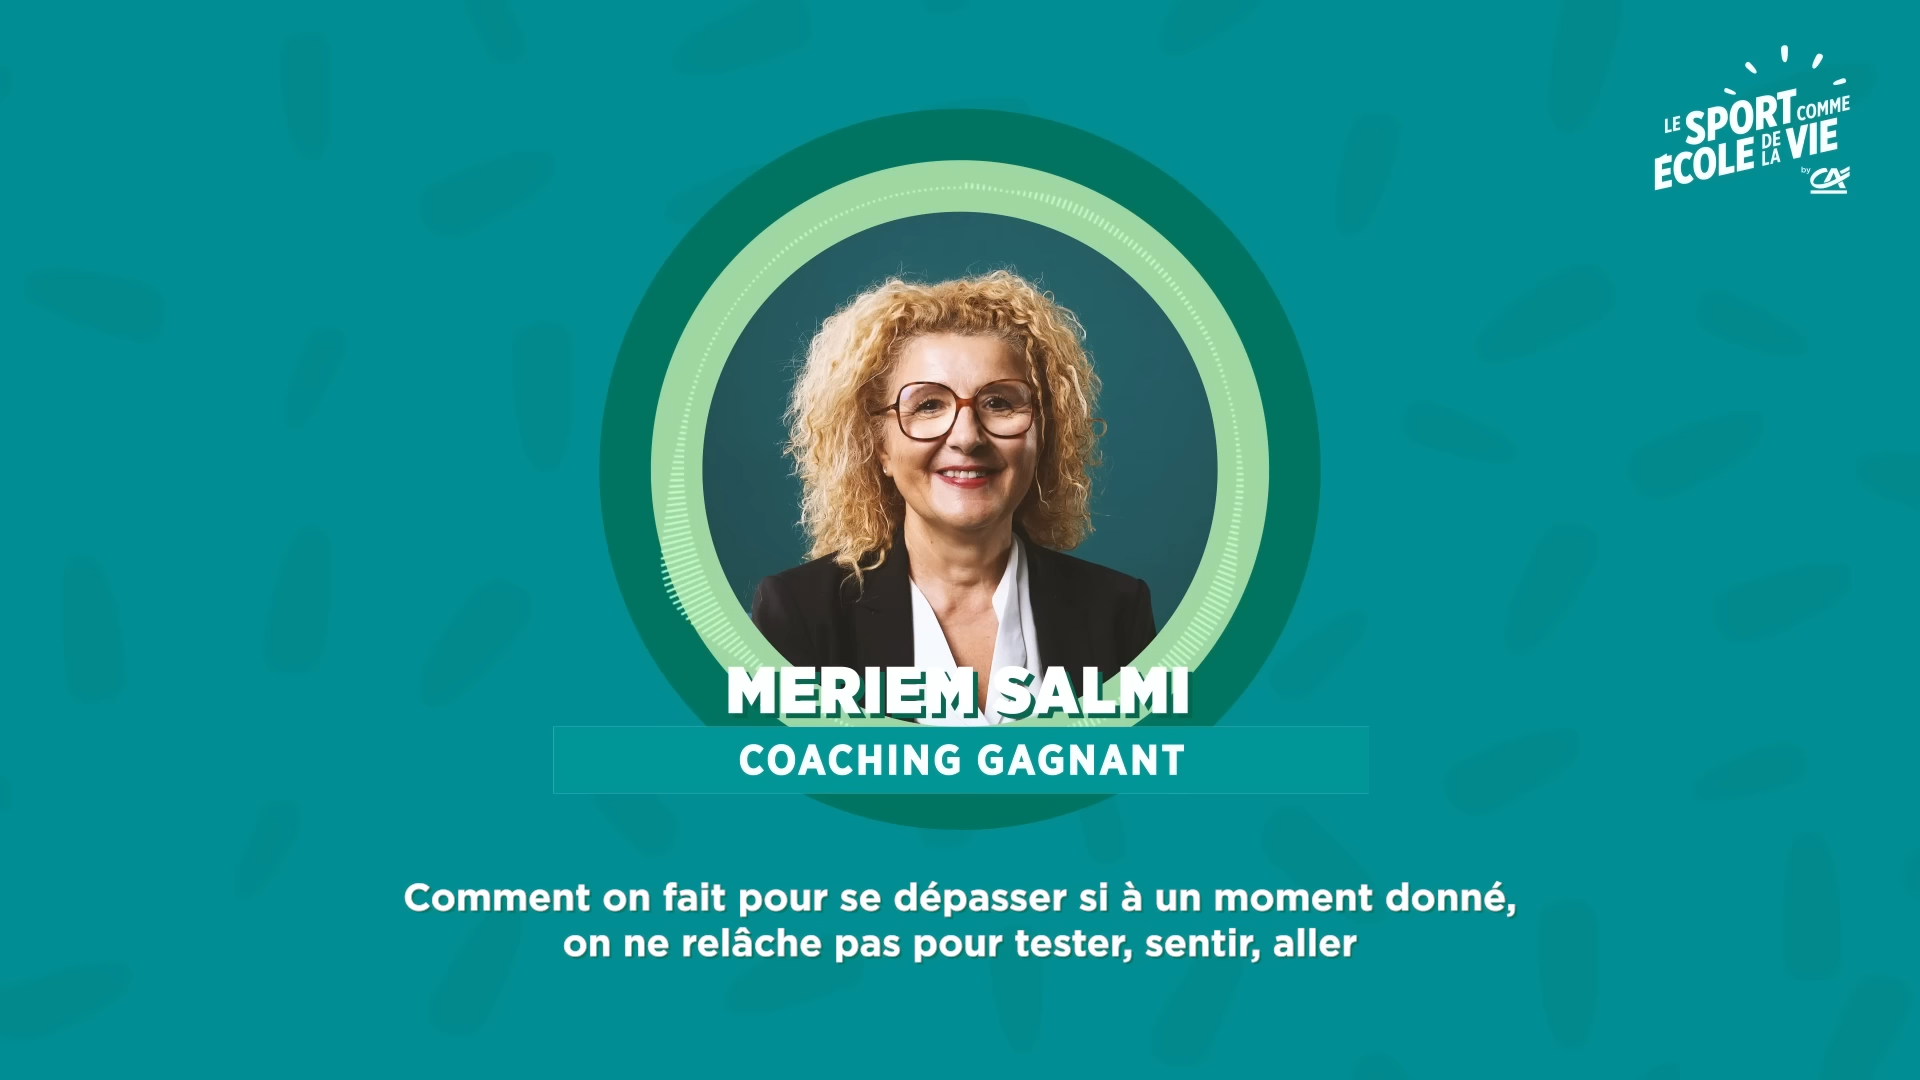 LE SPORT COMME
ÉCOLE DE LA VIE
by CA
MERIEM SALMI
COACHING GAGNANT
Comment on fait pour se dépasser si à un moment donné,
on ne relâche pas pour tester, sentir, aller